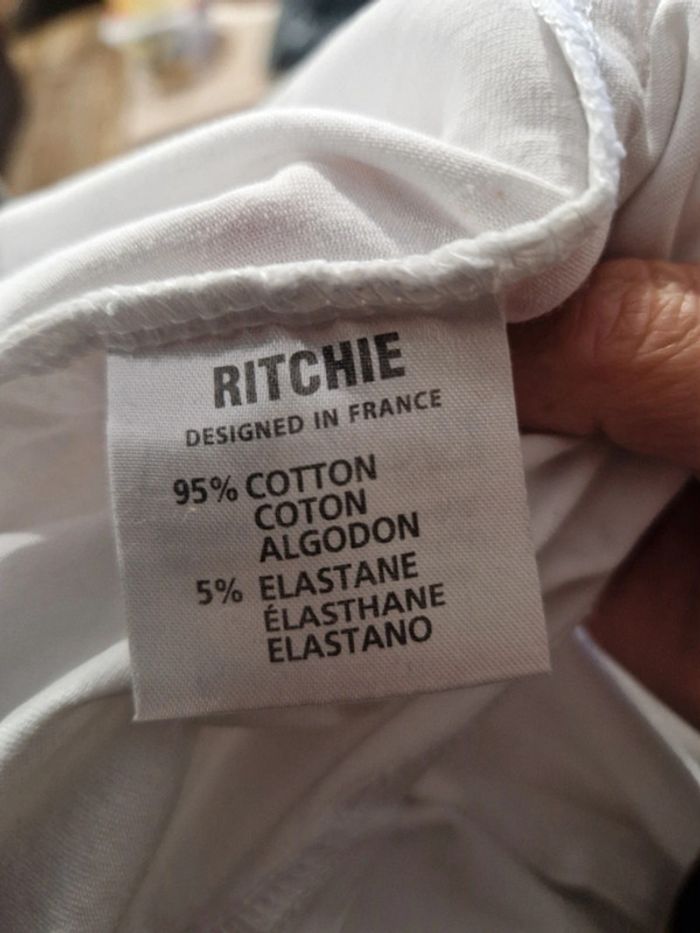 RITCHIE
DESIGNED IN FRANCE
95% COTTON
COTON
ALGODON
5% ELASTANE
ÉLASTHANE
ELASTANO